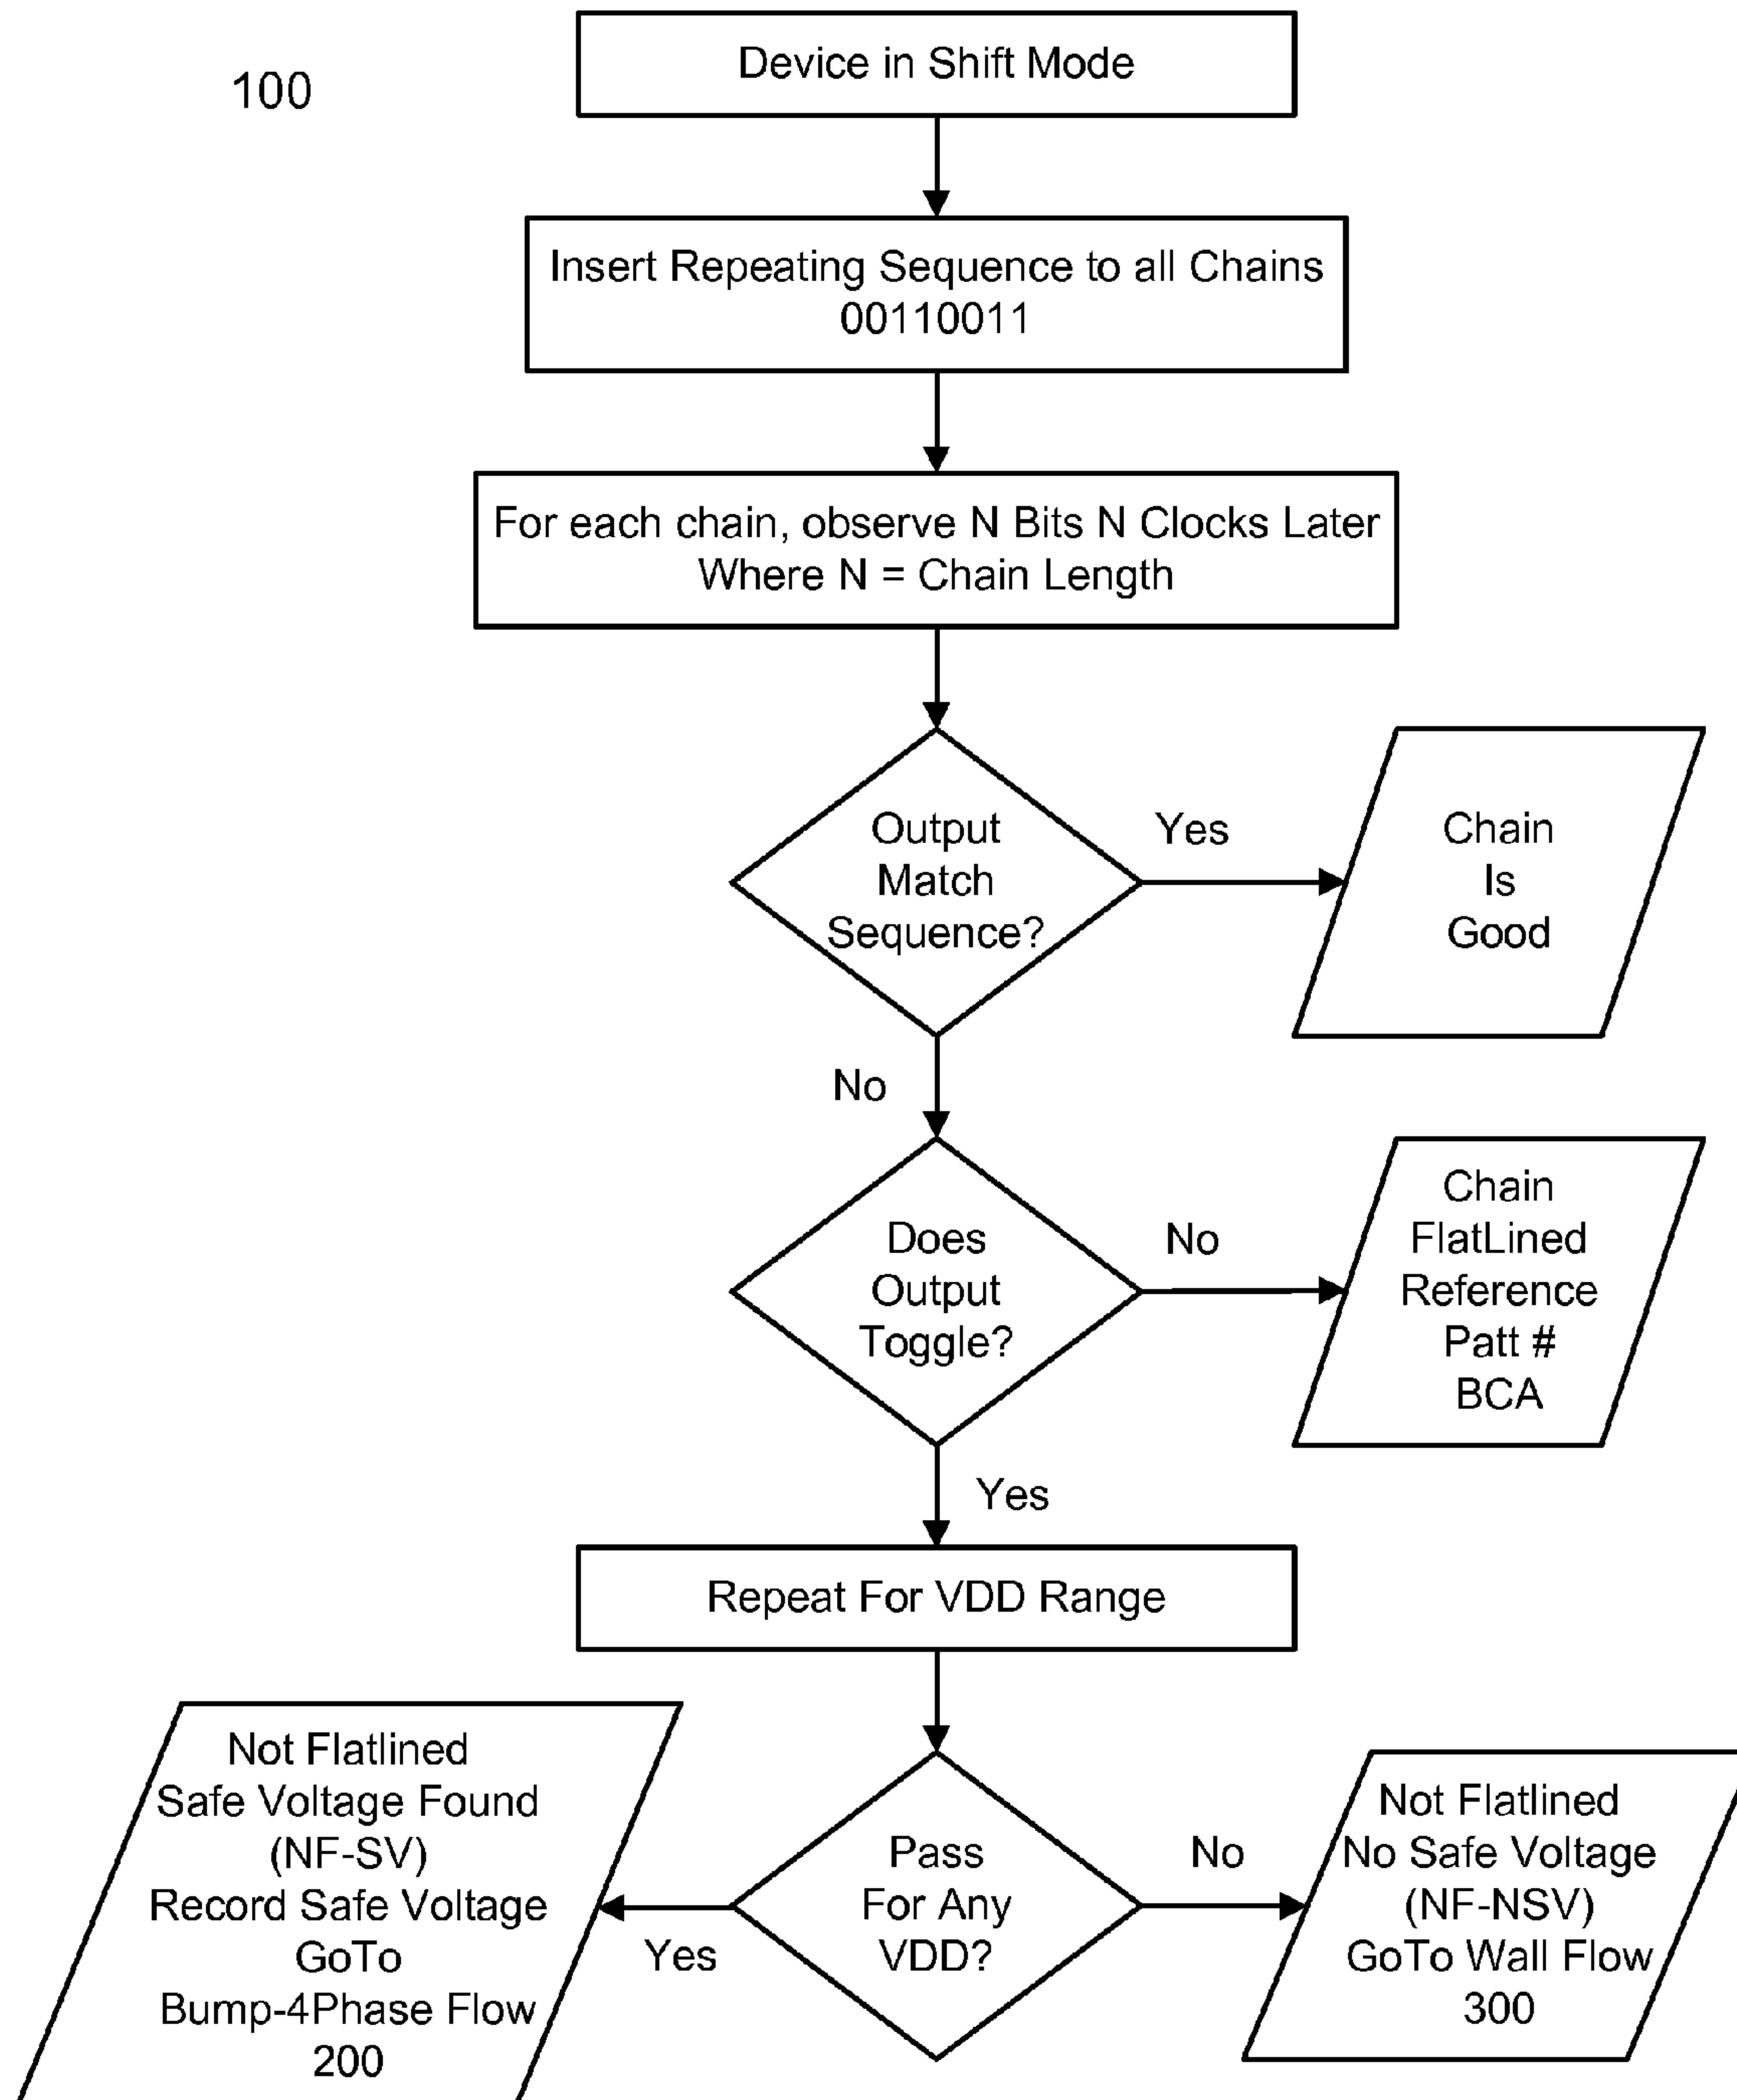 100
Device in Shift Mode
Insert Repeating Sequence to all Chains
00110011
For each chain, observe N Bits N Clocks Later
Where N = Chain Length
Output
Match
Sequence?
Yes
Chain
Is
Good
No
Does
Output
Toggle?
No
Chain
FlatLined
Reference
Patt #
BCA
Yes
Repeat For VDD Range
Not Flatlined
Safe Voltage Found
(NF-SV)
Record Safe Voltage
GoTo
Bump-4Phase Flow
200
Yes
Pass
For Any
VDD?
No
Not Flatlined
No Safe Voltage
(NF-NSV)
GoTo Wall Flow
300